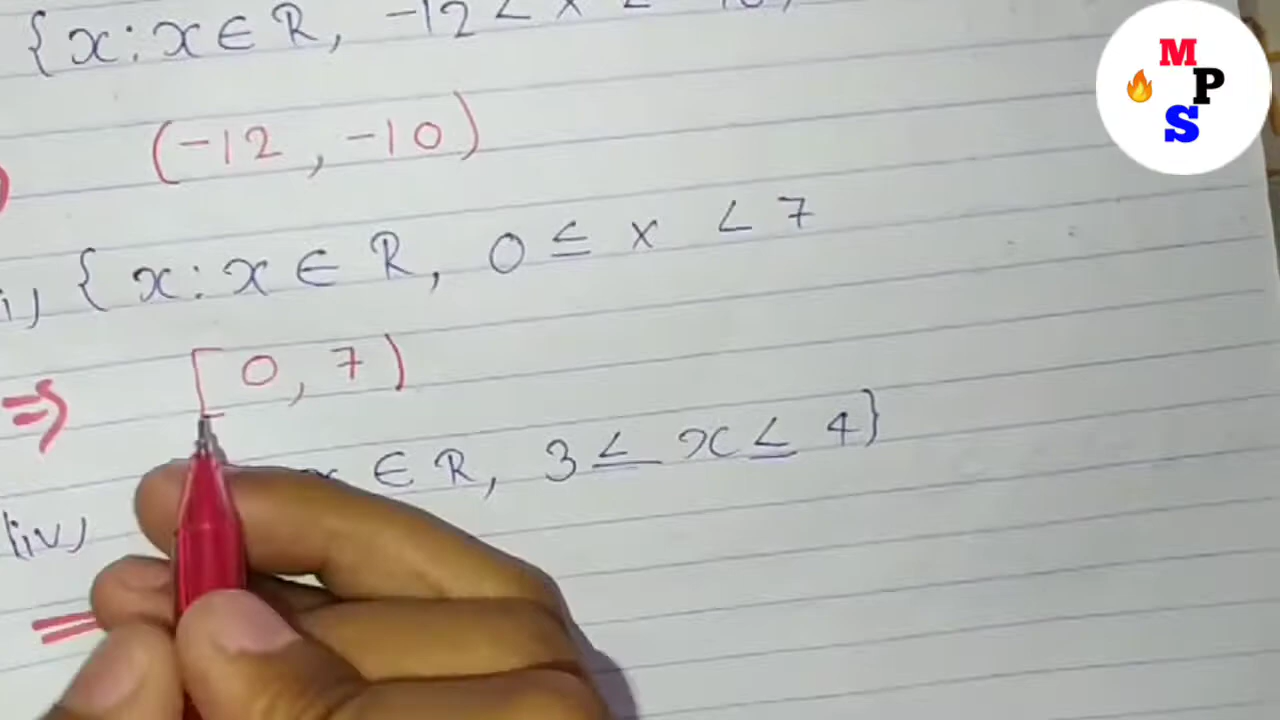 {x : x ∈ R, -12 < x <
(-12, -10)
{x : x ∈ R, 0 ≤ x < 7
⇒ [0, 7)
∈ R, 3 ≤ x ≤ 4}
(iv)
=
M
P
S